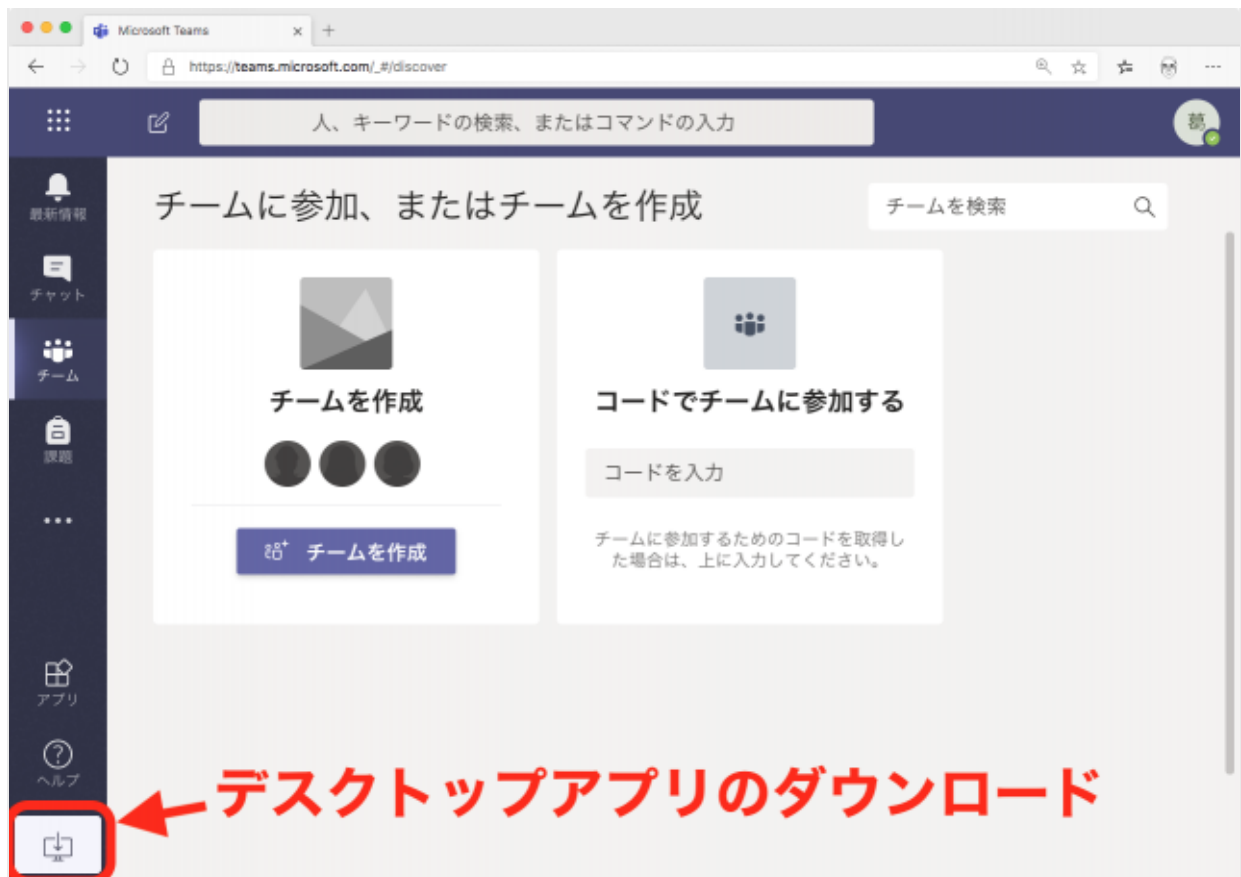 Microsoft Teams
https://teams.microsoft.com/_#/discover
人、キーワードの検索、またはコマンドの入力
葛
最新情報
チャット
チーム
課題
アプリ
ヘルプ
チームに参加、またはチームを作成
チームを検索
チームを作成
チームを作成
コードでチームに参加する
コードを入力
チームに参加するためのコードを取得し
た場合は、上に入力してください。
デスクトップアプリのダウンロード